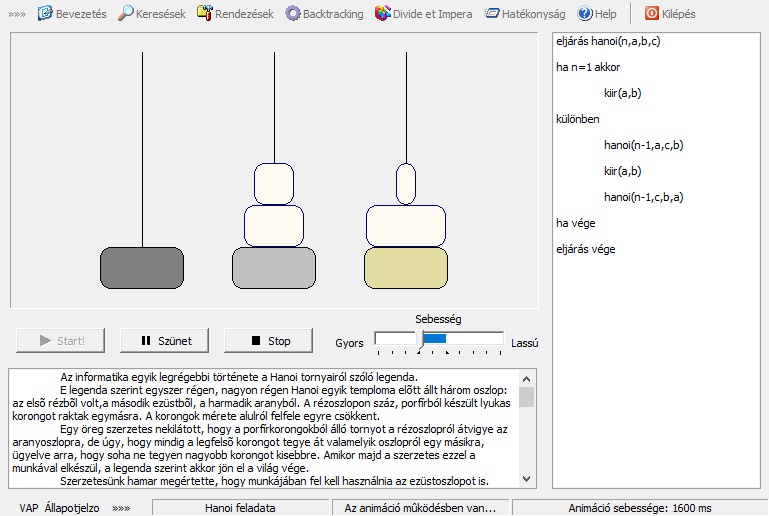 »»» Bevezetés Keresések Rendezések Backtracking Divide et Impera Hatékonyság Help Kilépés
eljárás hanoi(n,a,b,c)
ha n=1 akkor
kiir(a,b)
különben
hanoi(n-1,a,c,b)
kiir(a,b)
hanoi(n-1,c,b,a)
ha vége
eljárás vége
Sebesség
Start! Szünet Stop Gyors Lassú
Az informatika egyik legrégebbi története a Hanoi tornyairól szóló legenda.
E legenda szerint egyszer régen, nagyon régen Hanoi egyik temploma előtt állt három oszlop:
az első rézből volt,a második ezüstből, a harmadik aranyból. A rézoszlopon száz, porfírból készült lyukas
korongot raktak egymásra. A korongok mérete alulról felfele egyre csökkent.
Egy öreg szerzetes nekilátott, hogy a porfírkorongokból álló tornyot a rézoszlopról átvigye az
aranyoszlopra, de úgy, hogy mindig a legfelső korongot tegye át valamelyik oszlopról egy másikra,
ügyelve arra, hogy soha ne tegyen nagyobb korongot kisebbre. Amikor majd a szerzetes ezzel a
munkával elkészül, a legenda szerint akkor jön el a világ vége.
Szerzetesünk hamar megértette, hogy munkájában fel kell használnia az ezüstoszlopot is.
VAP Állapotjelzo »»» Hanoi feladata Az animáció működésben van... Animáció sebessége: 1600 ms